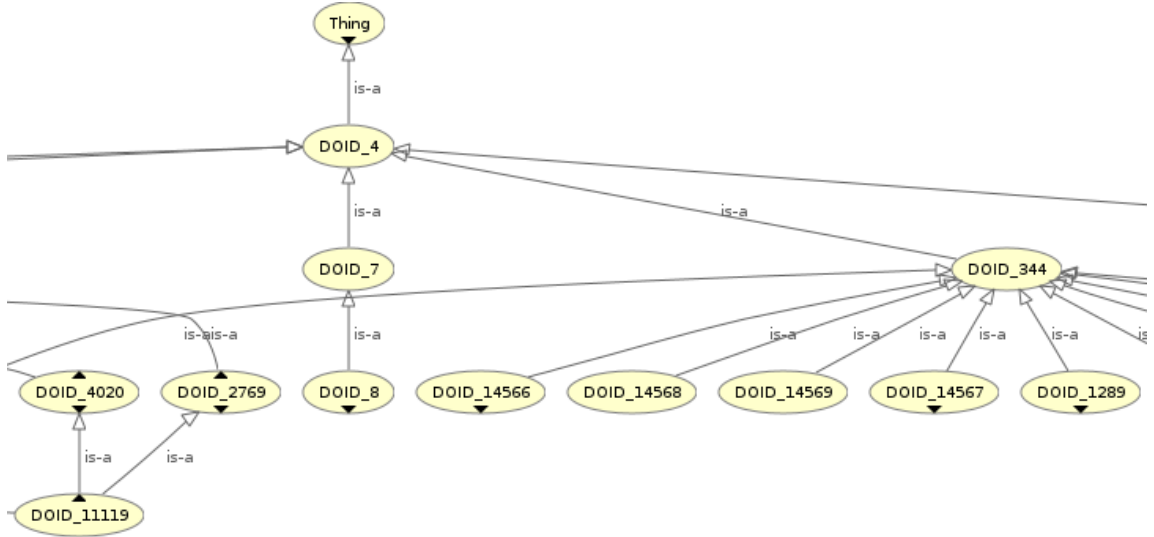 Thing
is-a
DOID_4
is-a
is-a
DOID_7
DOID_344
is-a
is-a
is-a
is-a
is-a
is-a
is-a
is-a
DOID_4020
DOID_2769
DOID_8
DOID_14566
DOID_14568
DOID_14569
DOID_14567
DOID_1289
is-a
is-a
DOID_11119